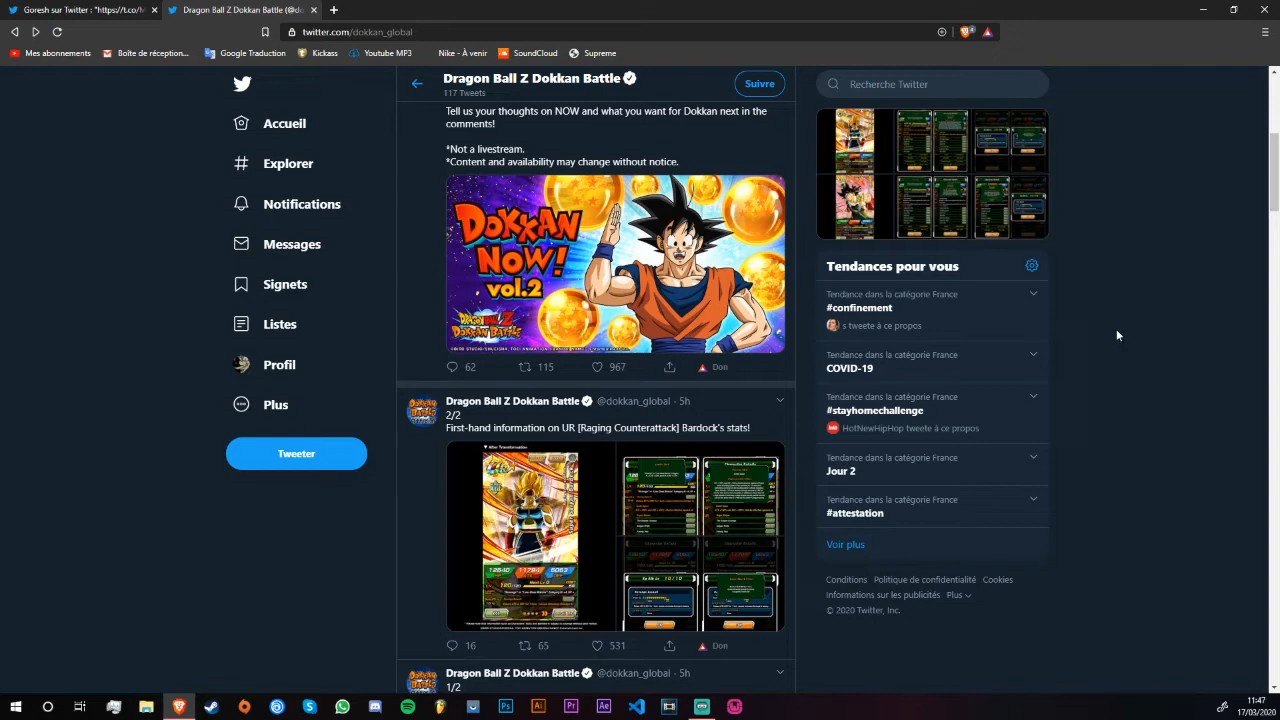 Goresh sur Twitter : "https://t.co/M
Dragon Ball Z Dokkan Battle (@do
twitter.com/dokkan_global
Mes abonnements
Boîte de réception...
Google Traduction
Kickass
Youtube MP3
Nike - À venir
SoundCloud
Supreme
Accueil
Explorer
Notifications
Messages
Signets
Listes
Profil
Plus
Tweeter
Dragon Ball Z Dokkan Battle
117 Tweets
Suivre
Tell us your thoughts on NOW and what you want for Dokkan next in the
comments!
*Not a livestream.
*Content and availability may change without notice.
DOKKAN
NOW!
vol.2
DRAGONBALL Z
DOKKAN BATTLE
62
115
967
Don
Dragon Ball Z Dokkan Battle @dokkan_global · 5h
2/2
First-hand information on UR [Raging Counterattack] Bardock's stats!
▼After Transformation
16
65
531
Don
Dragon Ball Z Dokkan Battle @dokkan_global · 5h
1/2
Recherche Twitter
Tendances pour vous
Tendance dans la catégorie France
#confinement
s tweete à ce propos
Tendance dans la catégorie France
COVID-19
Tendance dans la catégorie France
#stayhomechallenge
HotNewHipHop tweete à ce propos
Tendance dans la catégorie France
Jour 2
Tendance dans la catégorie France
#attestation
Voir plus
Conditions Politique de confidentialité Cookies
Informations sur les publicités Plus
© 2020 Twitter, Inc.
11:47
17/03/2020